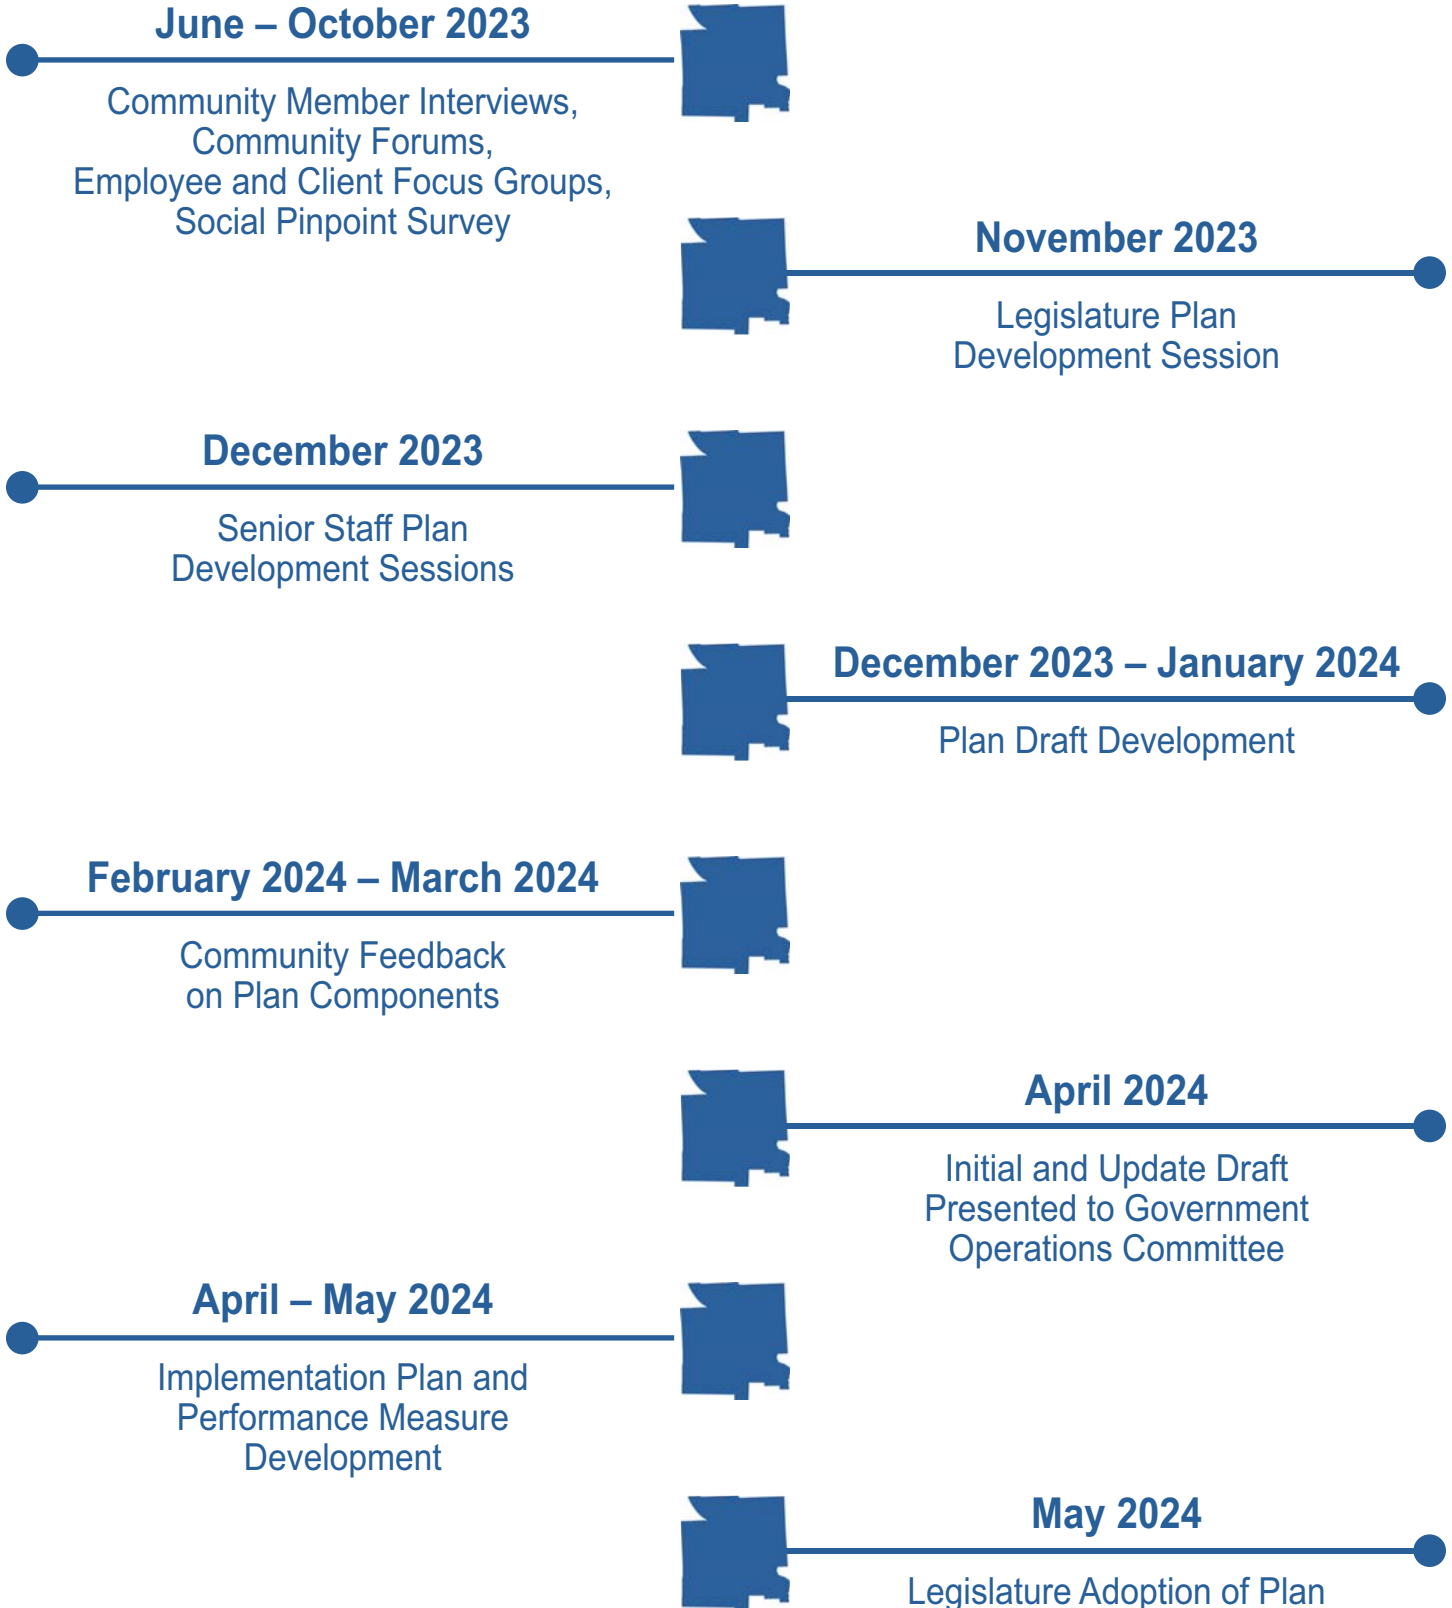 June – October 2023
Community Member Interviews,
Community Forums,
Employee and Client Focus Groups,
Social Pinpoint Survey
November 2023
Legislature Plan
Development Session
December 2023
Senior Staff Plan
Development Sessions
December 2023 – January 2024
Plan Draft Development
February 2024 – March 2024
Community Feedback
on Plan Components
April 2024
Initial and Update Draft
Presented to Government
Operations Committee
April – May 2024
Implementation Plan and
Performance Measure
Development
May 2024
Legislature Adoption of Plan